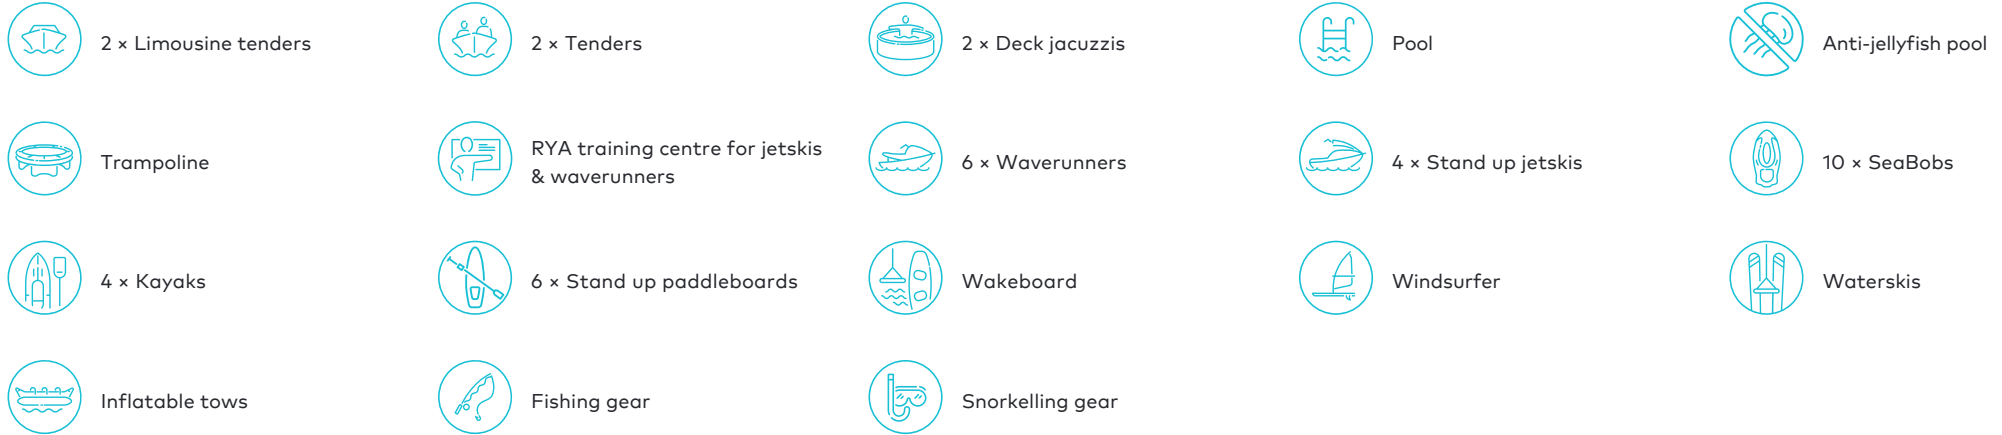 2 × Limousine tenders
2 × Tenders
2 × Deck jacuzzis
Pool
Anti-jellyfish pool
Trampoline
RYA training centre for jetskis
& waverunners
6 × Waverunners
4 × Stand up jetskis
10 × SeaBobs
4 × Kayaks
6 × Stand up paddleboards
Wakeboard
Windsurfer
Waterskis
Inflatable tows
Fishing gear
Snorkelling gear